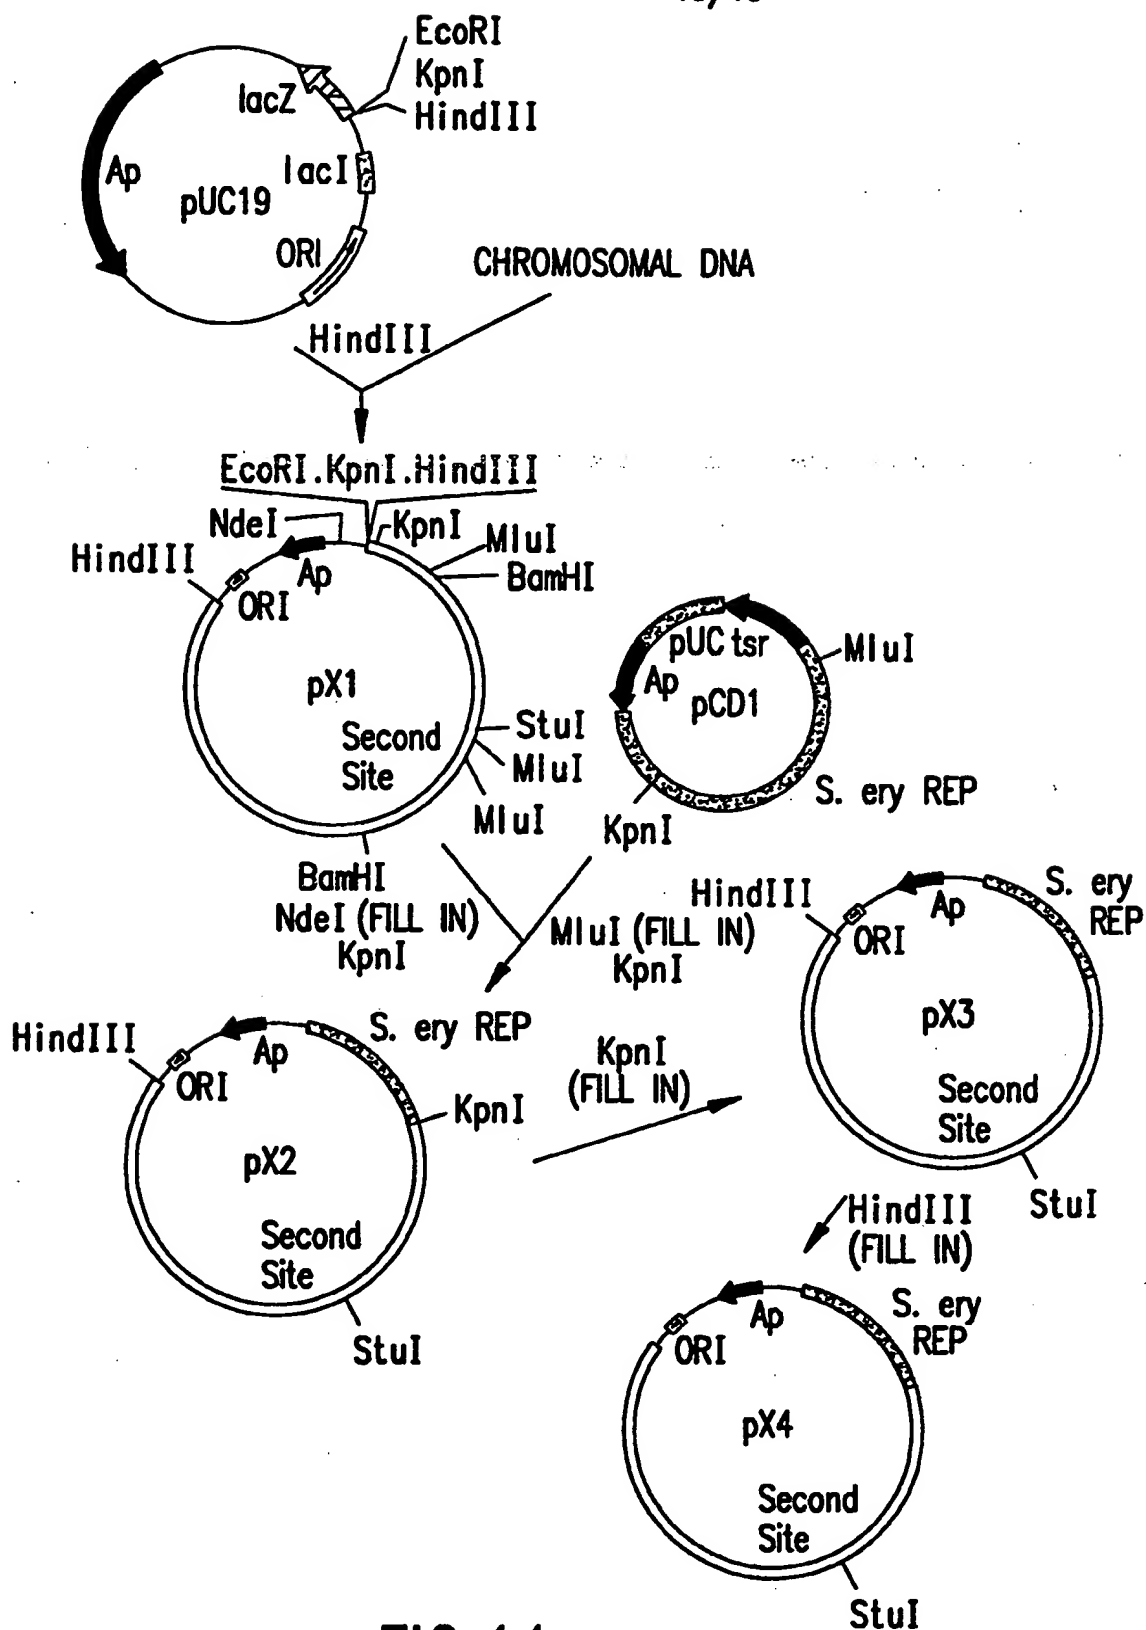 EcoRI
KpnI
HindIII
lacZ
lacI
Ap
pUC19
ORI
CHROMOSOMAL DNA
HindIII
EcoRI.KpnI.HindIII
NdeI
KpnI
MluI
BamHI
HindIII
Ap
ORI
pX1
Second
Site
StuI
MluI
MluI
BamHI
pUC tsr
Ap
pCD1
MluI
S. ery REP
KpnI
NdeI (FILL IN)
KpnI
MluI (FILL IN)
KpnI
HindIII
Ap
ORI
S. ery
REP
pX3
Second
Site
StuI
HindIII
Ap
ORI
S. ery REP
KpnI
pX2
Second
Site
StuI
KpnI
(FILL IN)
HindIII
(FILL IN)
Ap
ORI
S. ery
REP
pX4
Second
Site
StuI